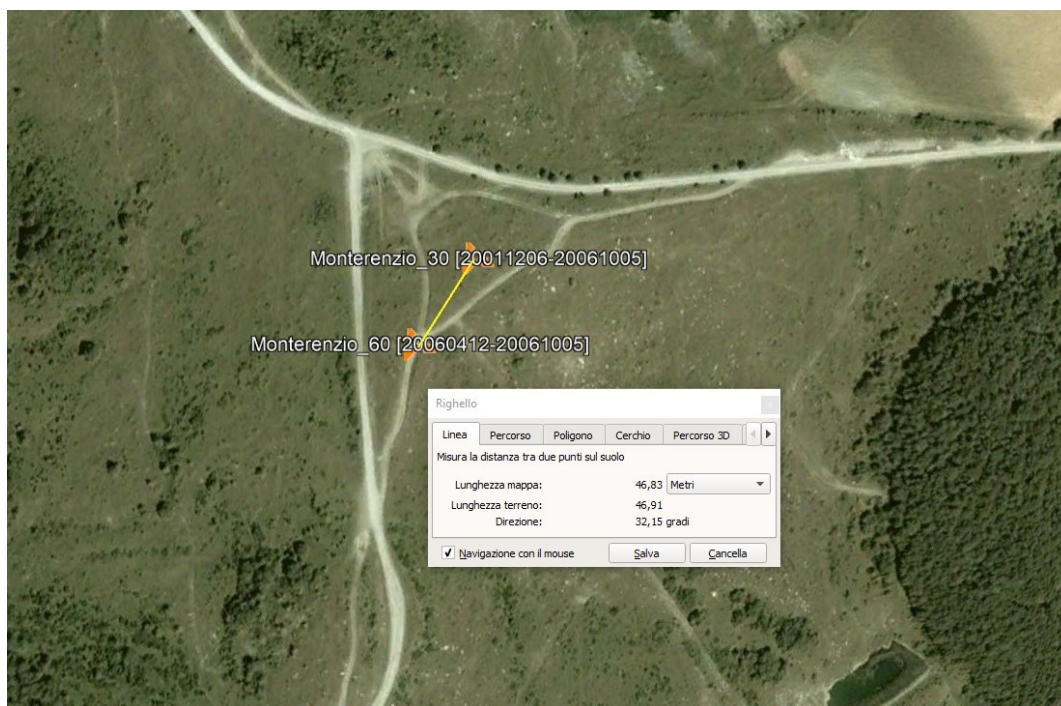 Monterenzio_30 [20011206-20061005]
Monterenzio_60 [20060412-20061005]
Righello
Linea Percorso Poligono Cerchio Percorso 3D
Misura la distanza tra due punti sul suolo
Lunghezza mappa: 46,83 Metri
Lunghezza terreno: 46,91
Direzione: 32,15 gradi
Navigazione con il mouse Salva Cancella